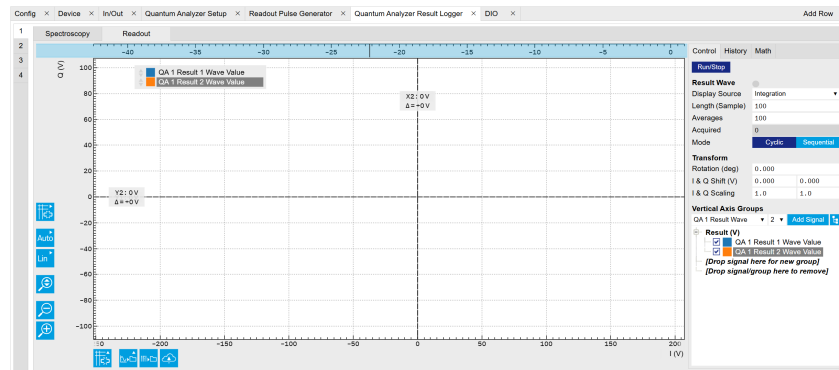 Config × Device × In/Out × Quantum Analyzer Setup × Readout Pulse Generator × Quantum Analyzer Result Logger × DIO × Add Row
1 Spectroscopy Readout
2
3
4
−40 −35 −30 −25 −20 −15 −10 −5 0
Q (V)
100
80
60
40
20
0
−20
−40
−60
−80
−100
QA 1 Result 1 Wave Value
QA 1 Result 2 Wave Value
X2: 0 V
Δ=+0V
Y2: 0 V
Δ=+0V
Auto
Lin
−200 −150 −100 −50 0 50 100 150 200
I (V)
Control History Math
Run/Stop
Result Wave
Display Source Integration
Length (Sample) 100
Averages 100
Acquired 0
Mode Cyclic Sequential
Transform
Rotation (deg) 0.000
I & Q Shift (V) 0.000 0.000
I & Q Scaling 1.0 1.0
Vertical Axis Groups
QA 1 Result Wave 2 Add Signal
Result (V)
QA 1 Result 1 Wave Value
QA 1 Result 2 Wave Value
[Drop signal here for new group]
[Drop signal/group here to remove]